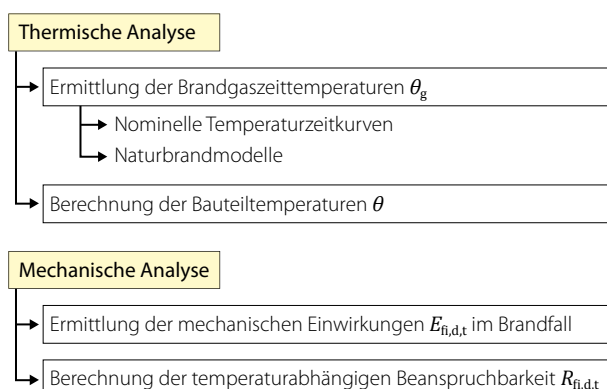 Thermische Analyse
Ermittlung der Brandgaszeittemperaturen θg
Nominelle Temperaturzeitkurven
Naturbrandmodelle
Berechnung der Bauteiltemperaturen θ
Mechanische Analyse
Ermittlung der mechanischen Einwirkungen Efi,d,t im Brandfall
Berechnung der temperaturabhängigen Beanspruchbarkeit Rfi,d,t